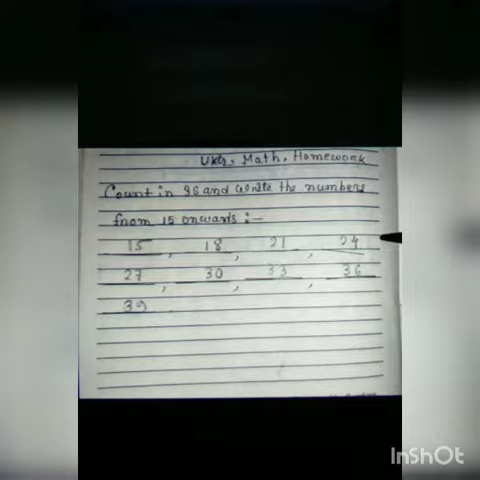 UKG, Math, Homework
Count in 3s and write the numbers
from 15 onwards :-
15, 18, 21, 24
27, 30, 33, 36
39
InShOt